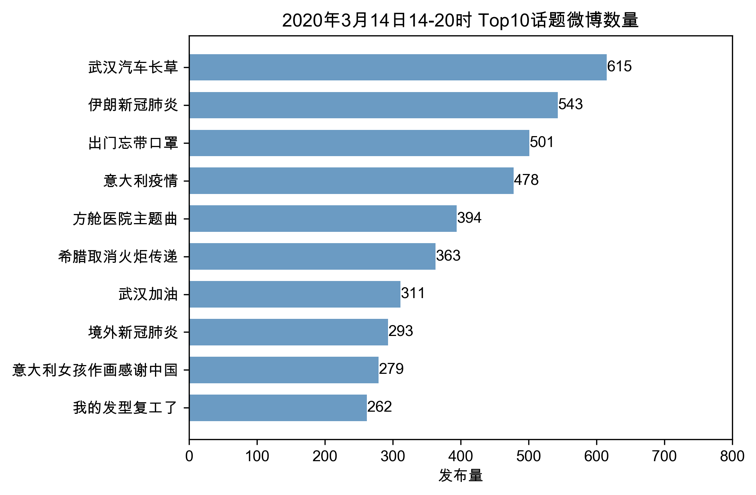 2020年3月14日14-20时 Top10话题微博数量
武汉汽车长草 615
伊朗新冠肺炎 543
出门忘带口罩 501
意大利疫情 478
方舱医院主题曲 394
希腊取消火炬传递 363
武汉加油 311
境外新冠肺炎 293
意大利女孩作画感谢中国 279
我的发型复工了 262
0 100 200 300 400 500 600 700 800
发布量